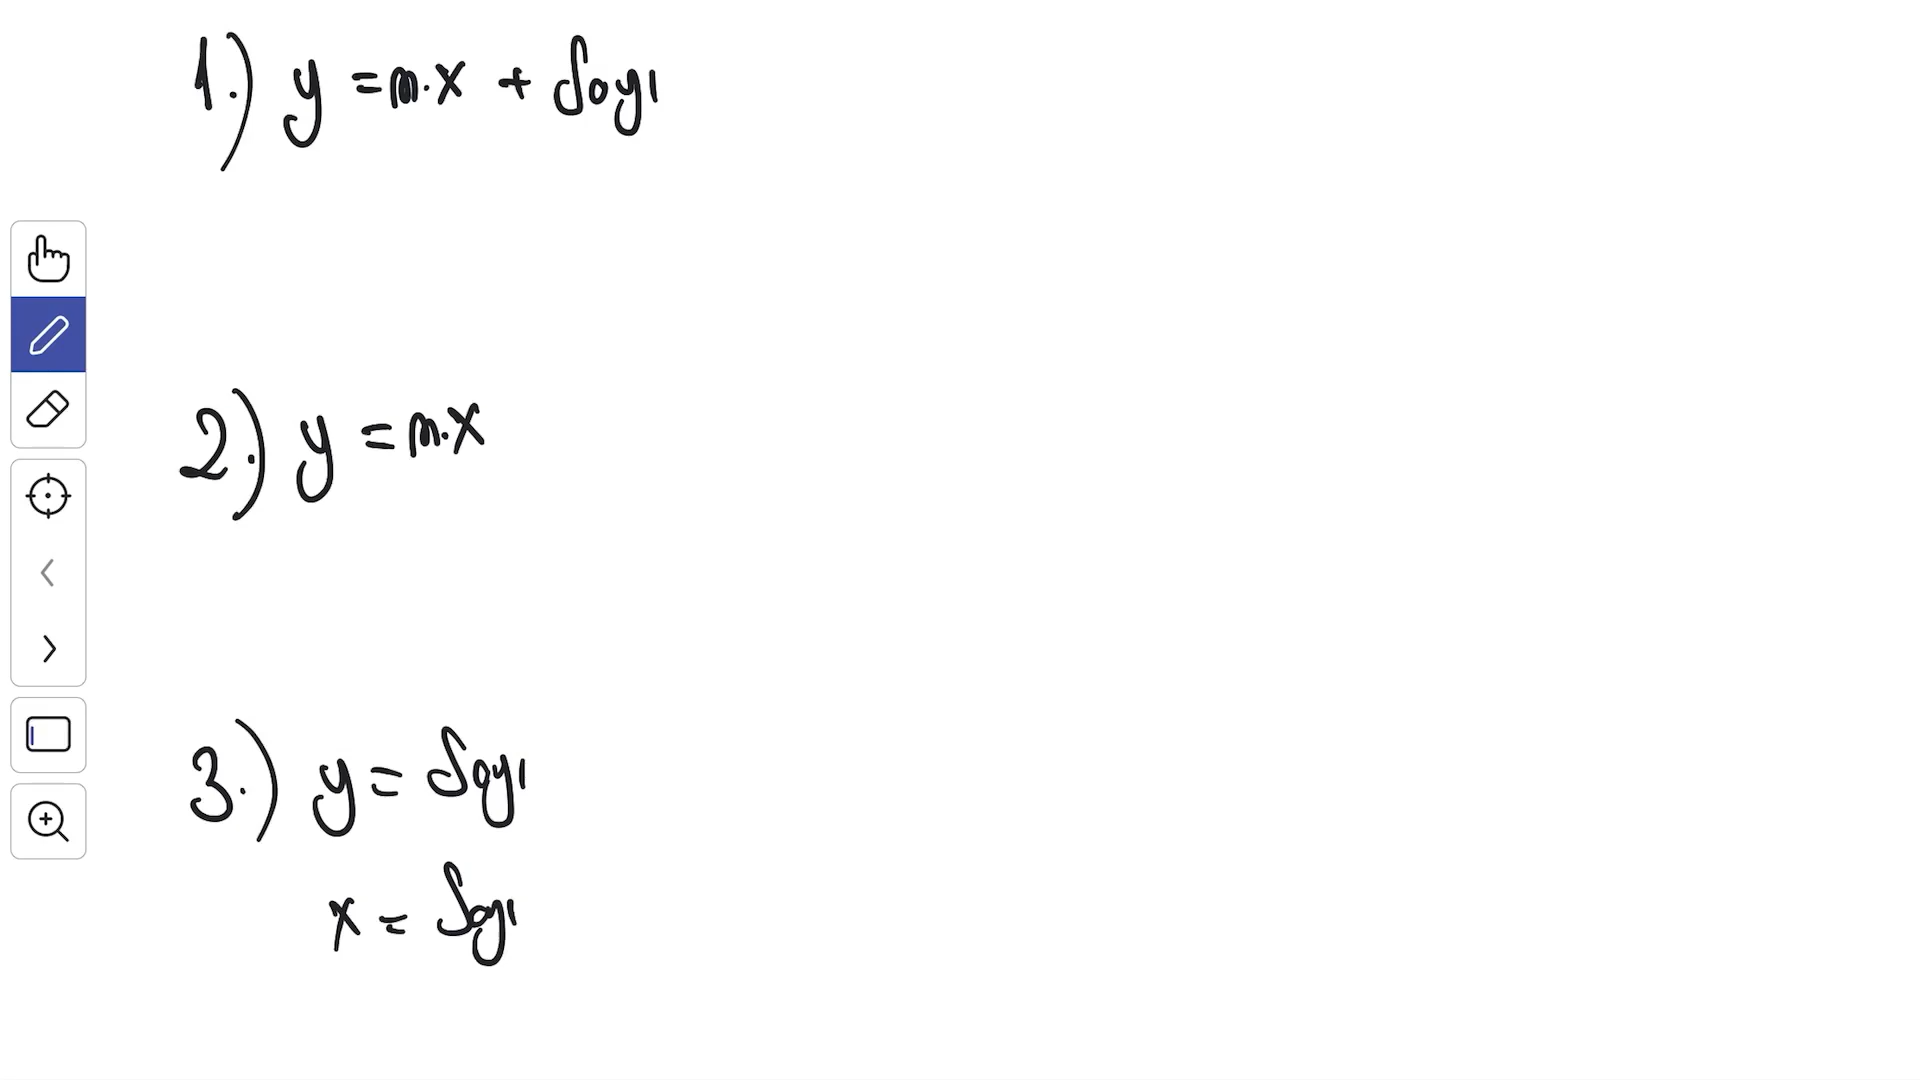 1.) y = m.x + Sayı
2.) y = m.x
3.) y = Sayı
x = Sayı